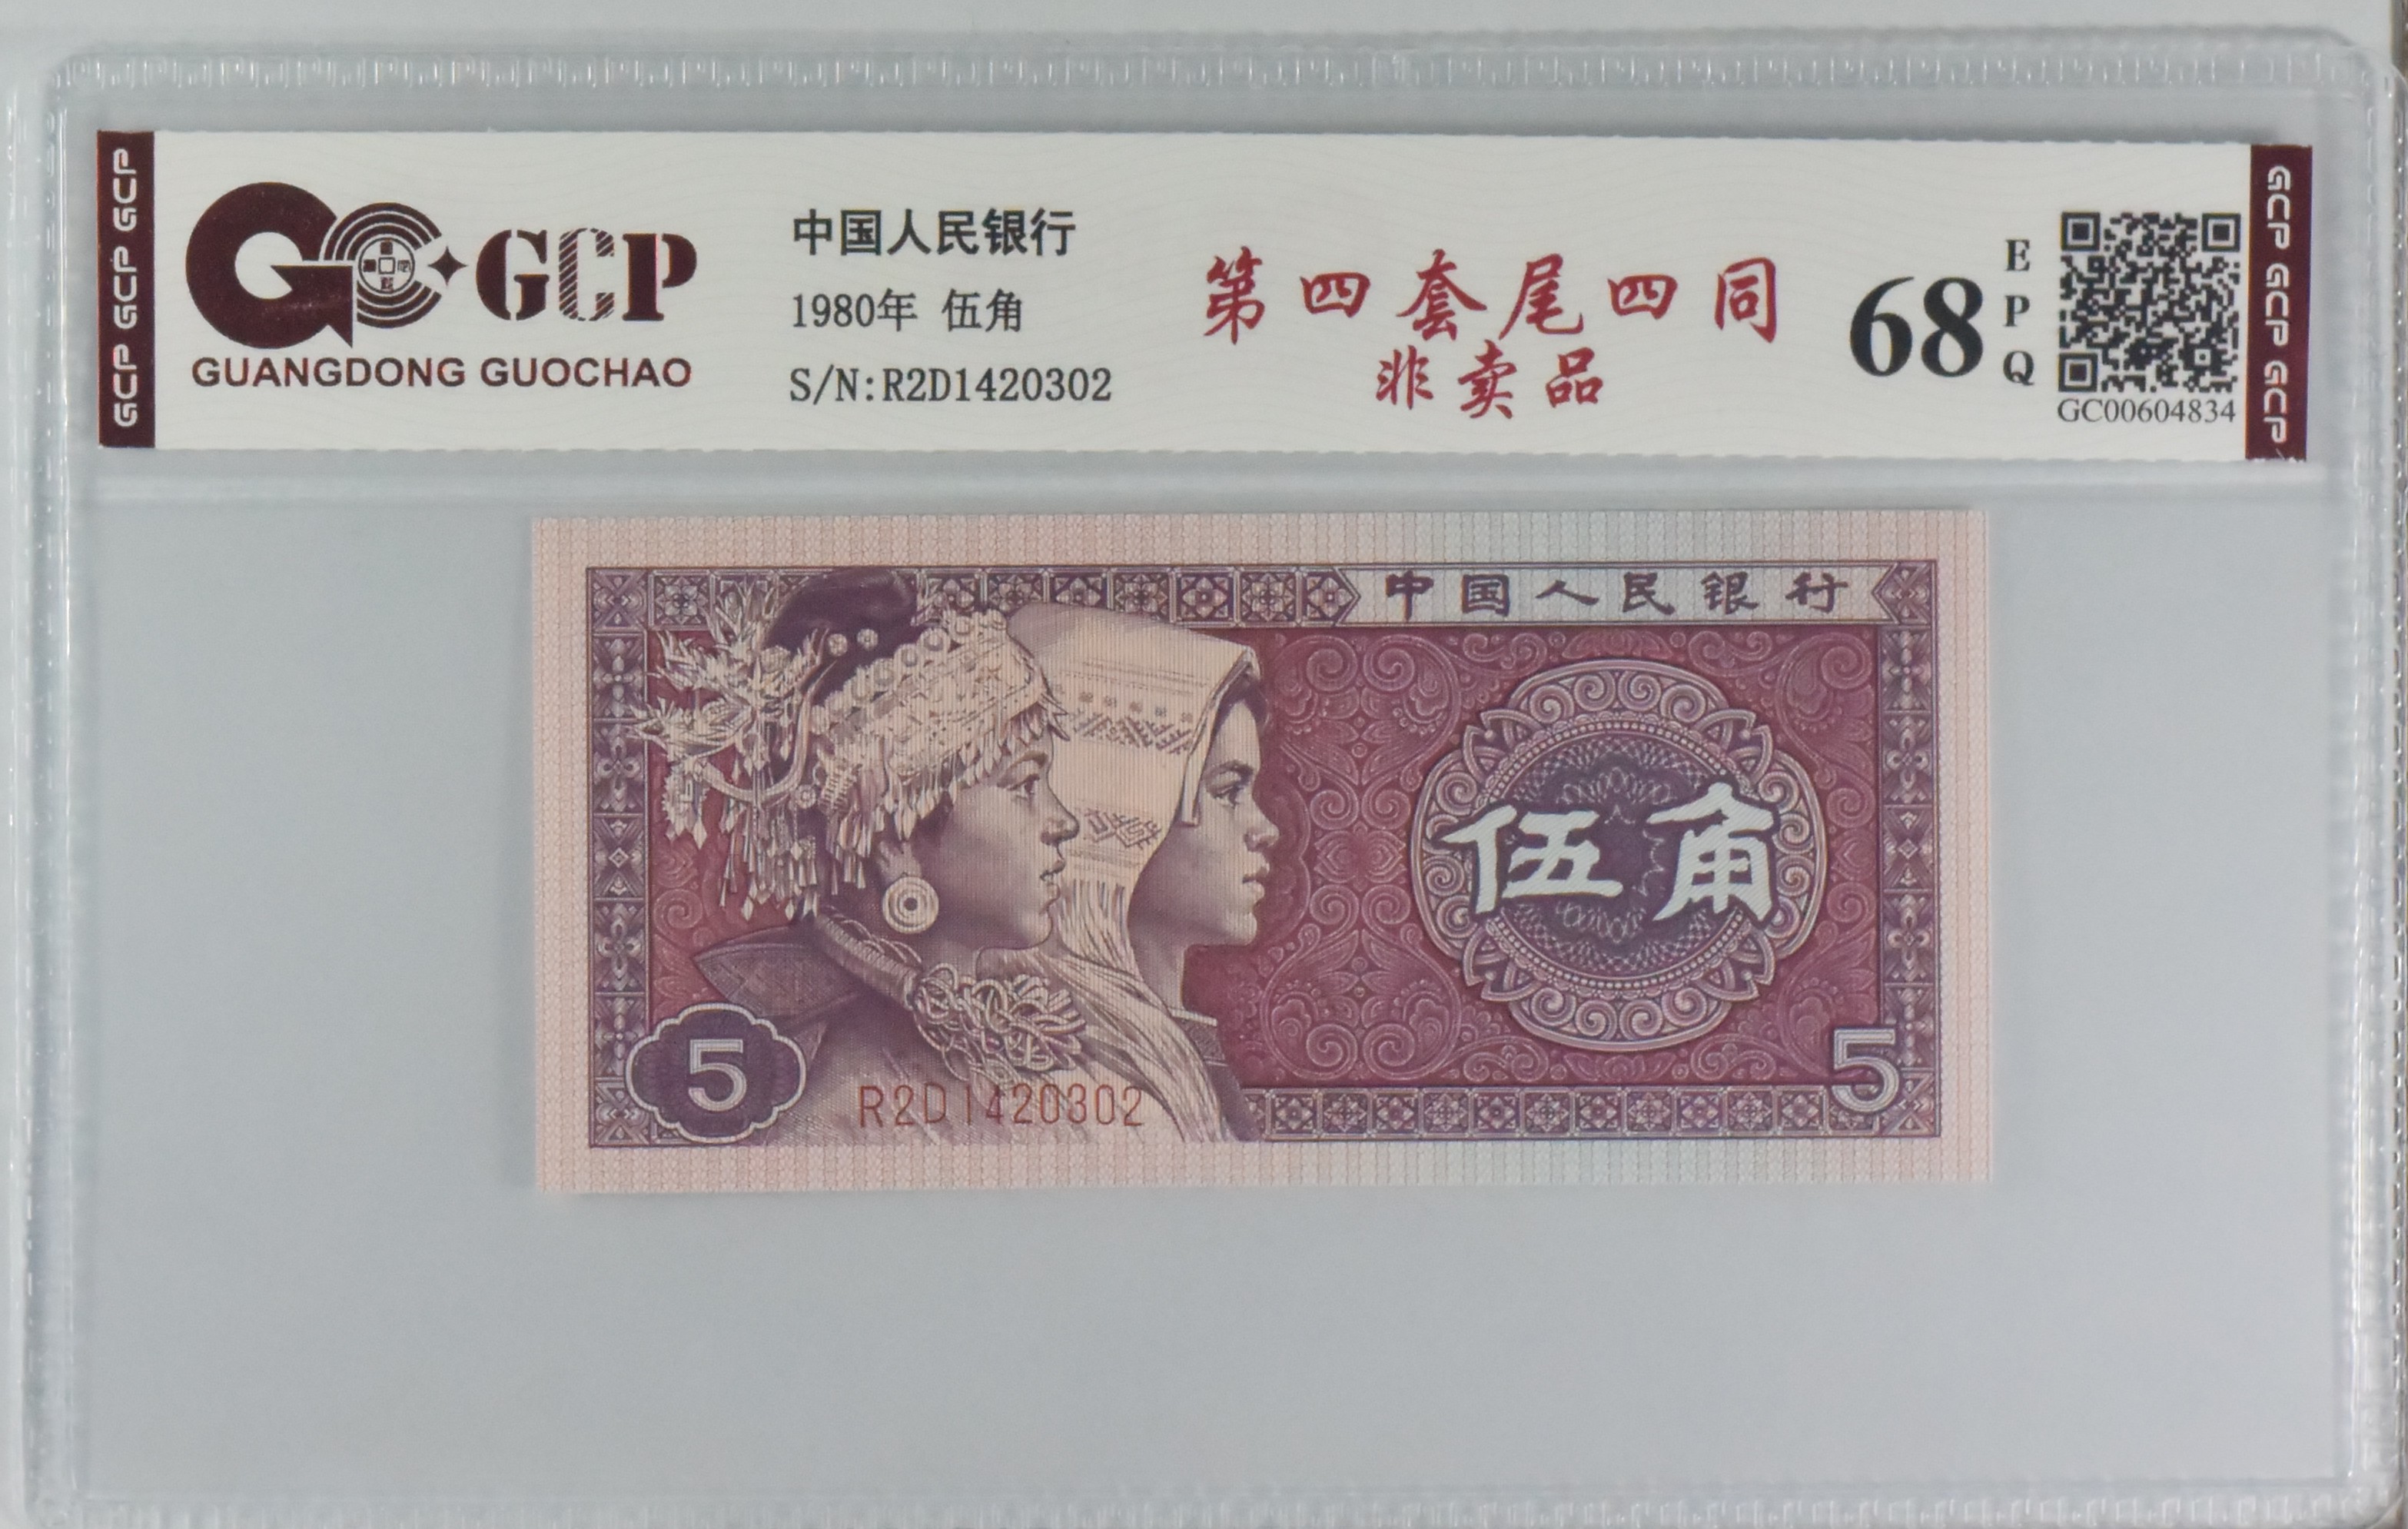 GCP GCP GCP
GCP
GUANGDONG GUOCHAO
中国人民银行
1980年 伍角
S/N:R2D1420302
第四套尾四同
非卖品
68
EPQ
GC00604834
GCP GCP GCP
中国人民银行
伍角
5
R2D1420302
5